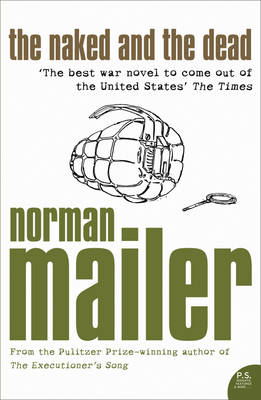 the naked and the dead
'The best war novel to come out of
the United States' The Times
norman
mailer
From the Pulitzer Prize-winning author of
The Executioner's Song
P.S.